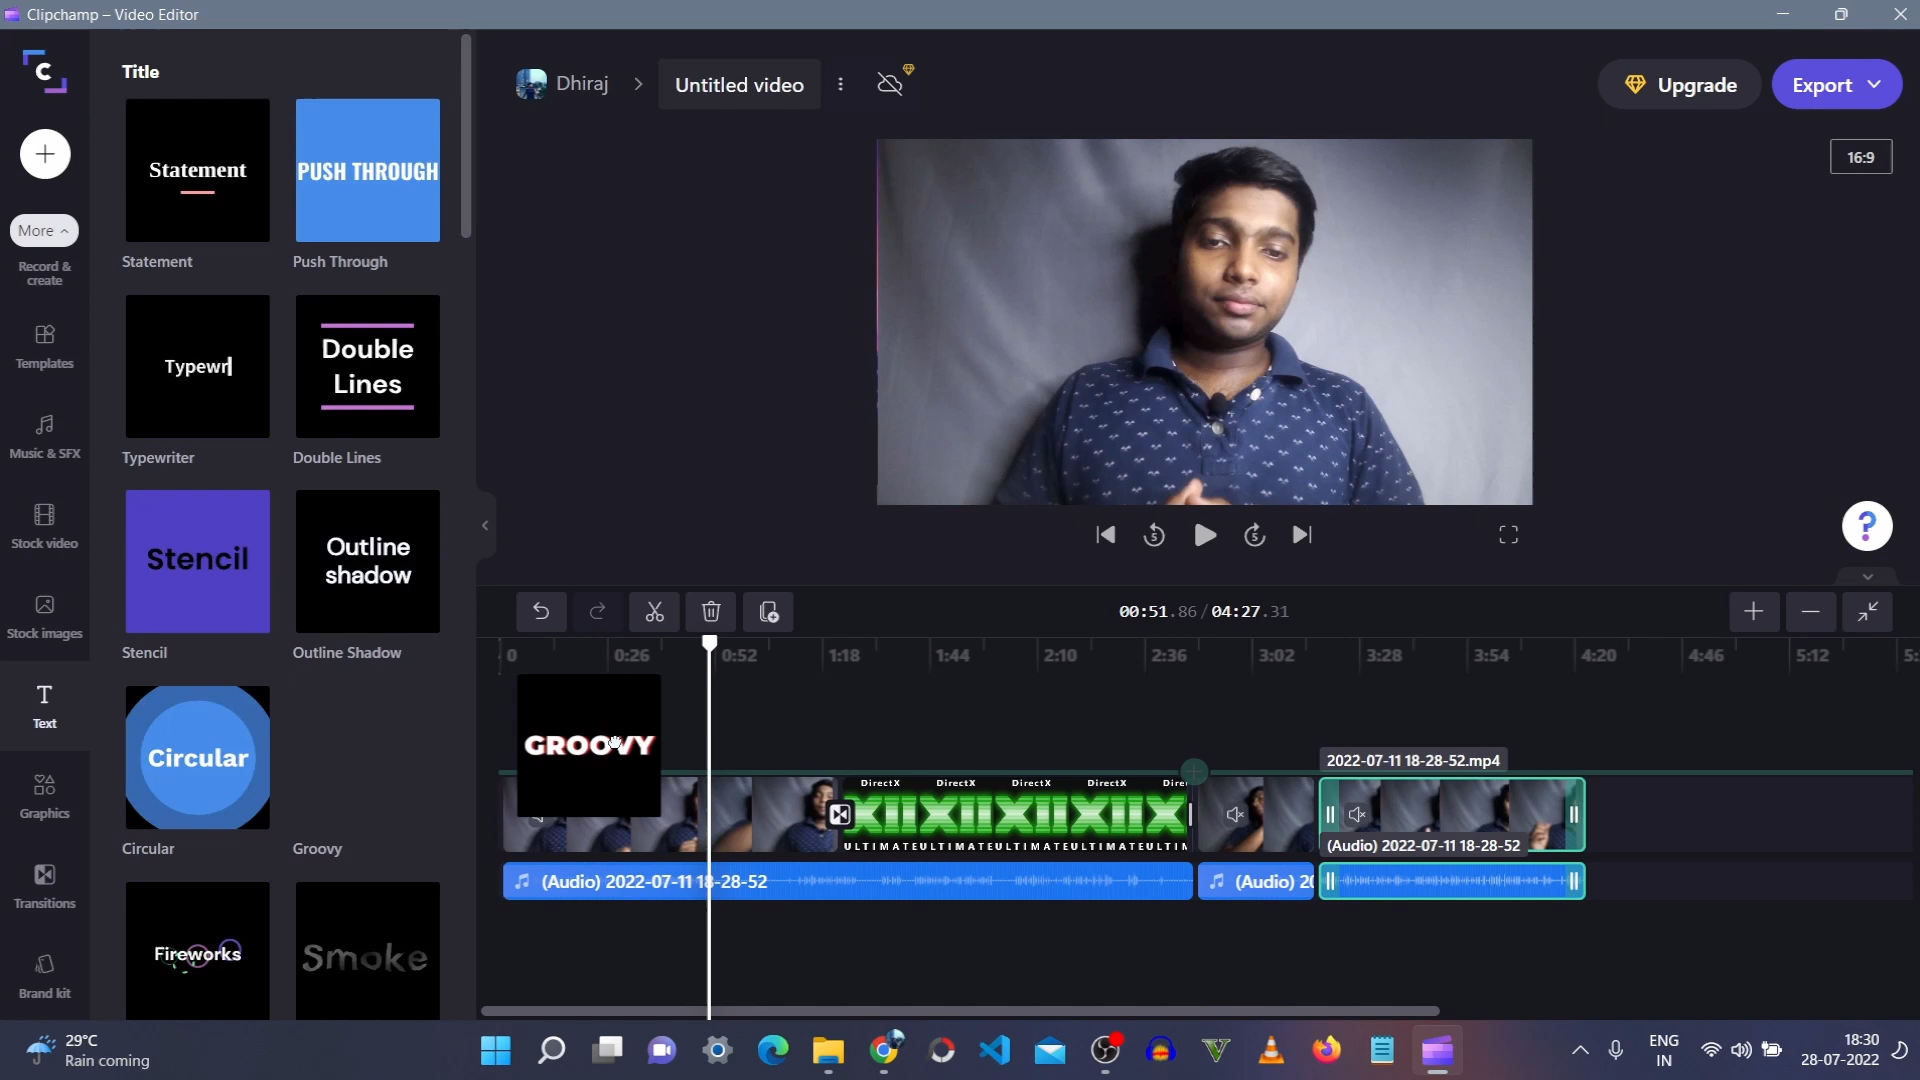 Clipchamp – Video Editor
Title
Statement
Statement
PUSH THROUGH
Push Through
Typewr
Typewriter
Double
Lines
Double Lines
Stencil
Stencil
Outline
shadow
Outline Shadow
Circular
Circular
Groovy
Fireworks
Smoke
More
Record &
create
Templates
Music & SFX
Stock video
Stock images
Text
Graphics
Transitions
Brand kit
Dhiraj
Untitled video
Upgrade
Export
16:9
5
5
?
00:51.86/04:27.31
0
0:26
0:52
1:18
1:44
2:10
2:36
3:02
3:28
3:54
4:20
4:46
5:12
5:
GROOVY
2022-07-11 18-28-52.mp4
DirectX DirectX DirectX DirectX Dire
XIIXIIXIIXIIX
ULTIMATEULTIMATEULTIMATEULTIMATEULTIM
(Audio) 2022-07-11 18-28-52
(Audio) 2022-07-11 18-28-52
(Audio) 20
29°C
Rain coming
ENG
IN
18:30
28-07-2022